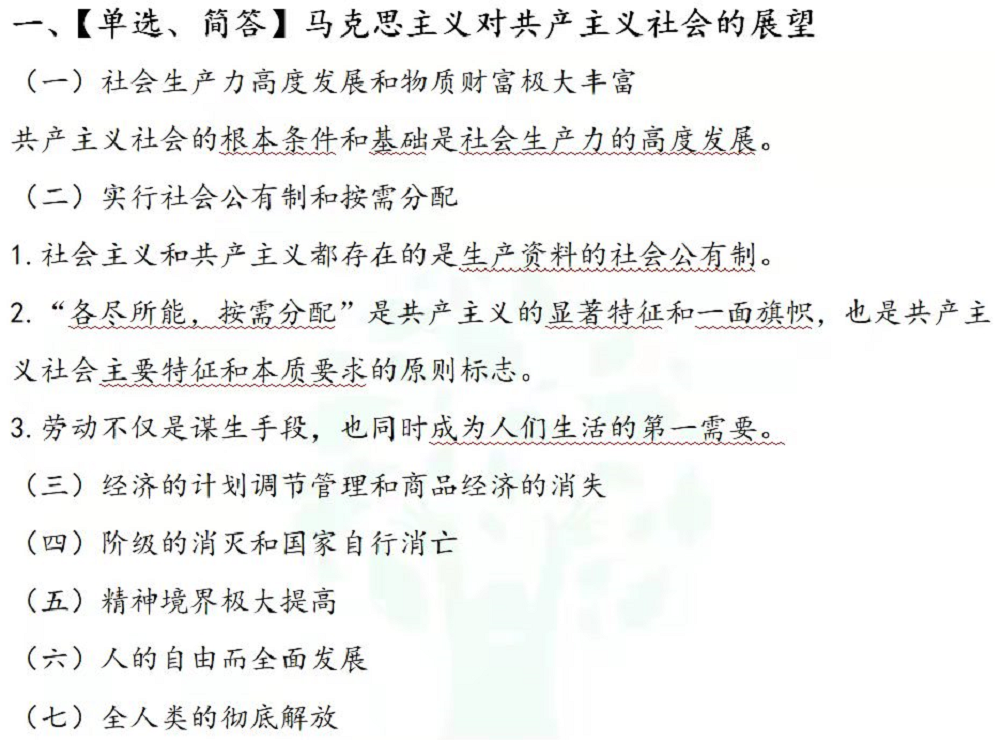 一、【单选、简答】马克思主义对共产主义社会的展望
（一）社会生产力高度发展和物质财富极大丰富
共产主义社会的根本条件和基础是社会生产力的高度发展。
（二）实行社会公有制和按需分配
1.社会主义和共产主义都存在的是生产资料的社会公有制。
2.“各尽所能，按需分配”是共产主义的显著特征和一面旗帜，也是共产主
义社会主要特征和本质要求的原则标志。
3.劳动不仅是谋生手段，也同时成为人们生活的第一需要。
（三）经济的计划调节管理和商品经济的消失
（四）阶级的消灭和国家自行消亡
（五）精神境界极大提高
（六）人的自由而全面发展
（七）全人类的彻底解放